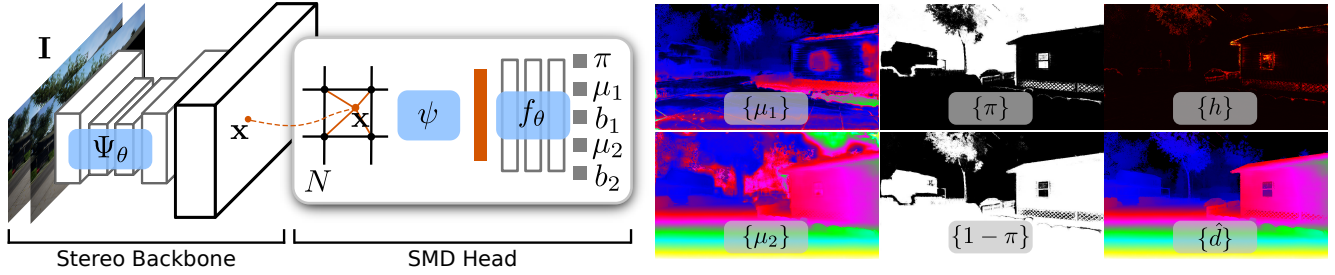 I
Ψθ
x
x
N
ψ
fθ
π
μ1
b1
μ2
b2
Stereo Backbone
SMD Head
{μ1}
{π}
{h}
{μ2}
{1 − π}
{d̂}